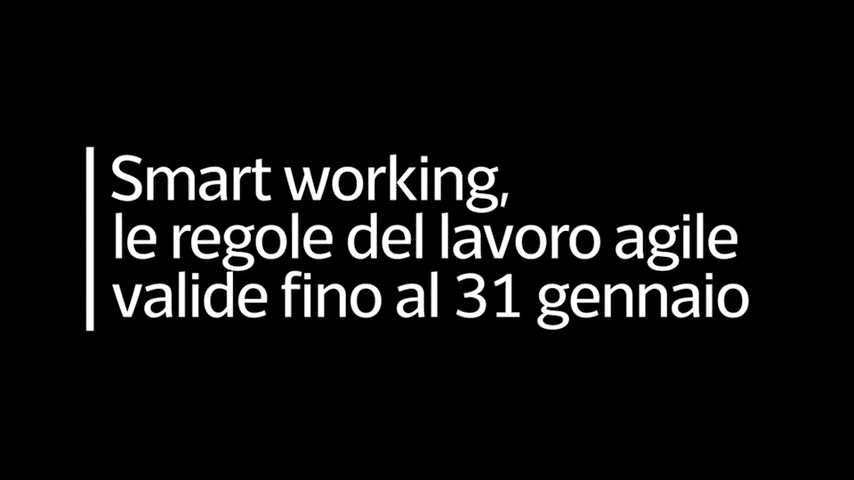 Smart working,
le regole del lavoro agile
valide fino al 31 gennaio